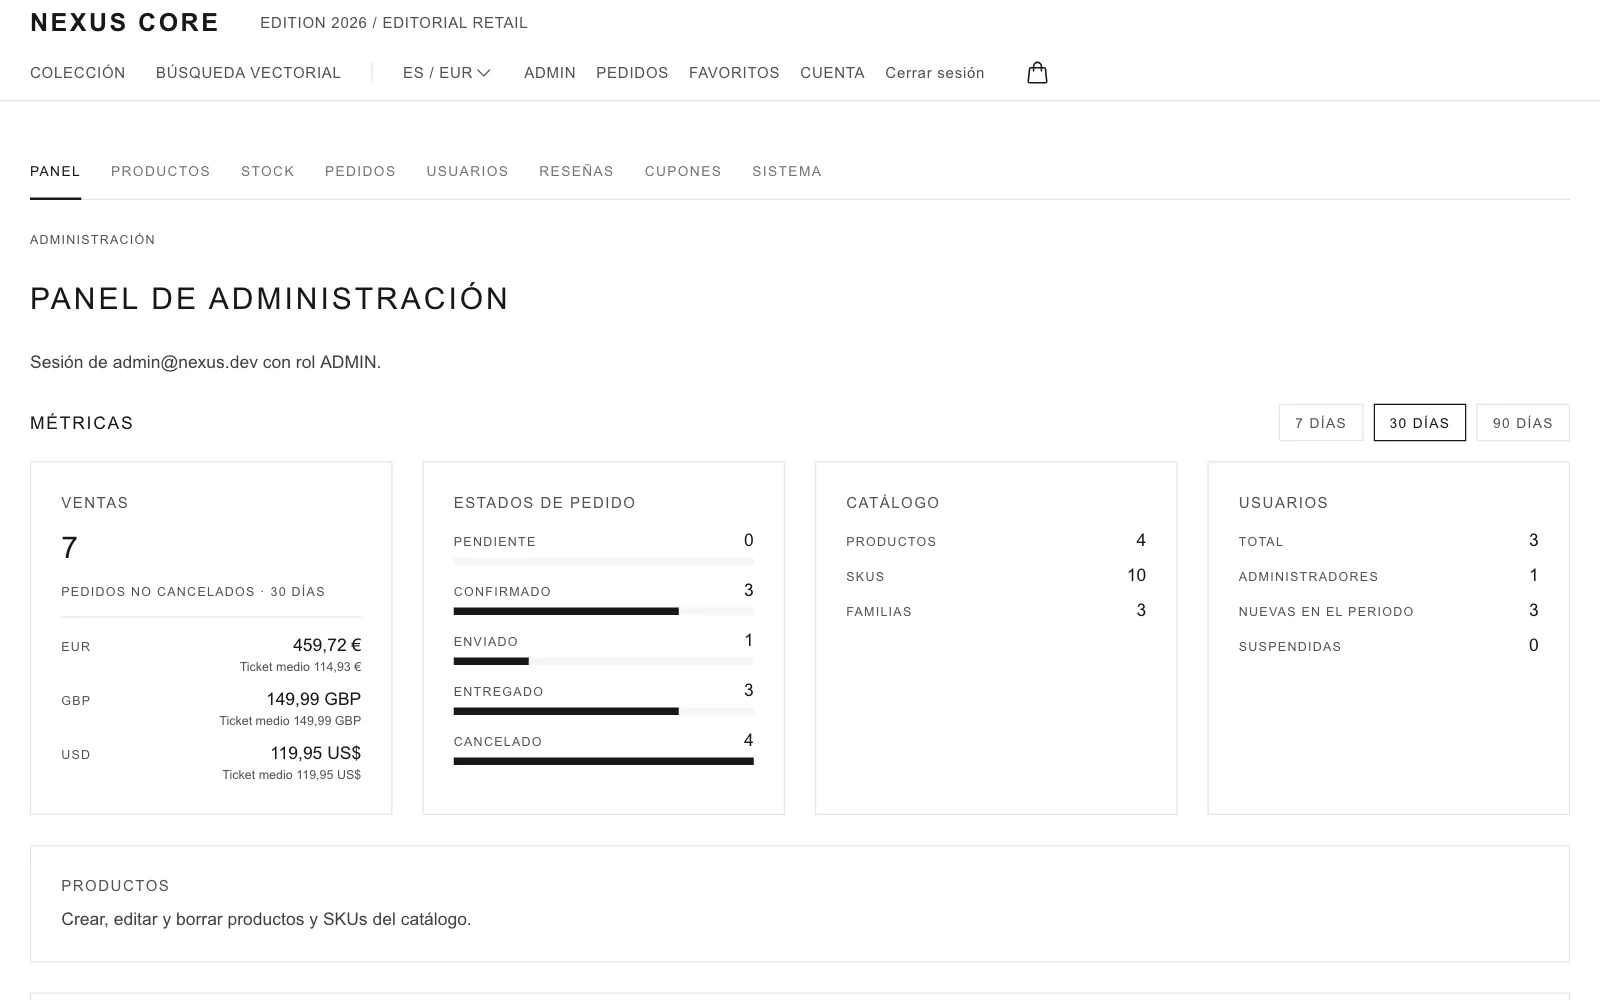 NEXUS CORE EDITION 2026 / EDITORIAL RETAIL
COLECCIÓN BÚSQUEDA VECTORIAL ES / EUR ADMIN PEDIDOS FAVORITOS CUENTA Cerrar sesión
PANEL PRODUCTOS STOCK PEDIDOS USUARIOS RESEÑAS CUPONES SISTEMA
ADMINISTRACIÓN
PANEL DE ADMINISTRACIÓN
Sesión de admin@nexus.dev con rol ADMIN.
MÉTRICAS 7 DÍAS 30 DÍAS 90 DÍAS
VENTAS
7
PEDIDOS NO CANCELADOS · 30 DÍAS
EUR 459,72 €
Ticket medio 114,93 €
GBP 149,99 GBP
Ticket medio 149,99 GBP
USD 119,95 US$
Ticket medio 119,95 US$
ESTADOS DE PEDIDO
PENDIENTE 0
CONFIRMADO 3
ENVIADO 1
ENTREGADO 3
CANCELADO 4
CATÁLOGO
PRODUCTOS 4
SKUS 10
FAMILIAS 3
USUARIOS
TOTAL 3
ADMINISTRADORES 1
NUEVAS EN EL PERIODO 3
SUSPENDIDAS 0
PRODUCTOS
Crear, editar y borrar productos y SKUs del catálogo.